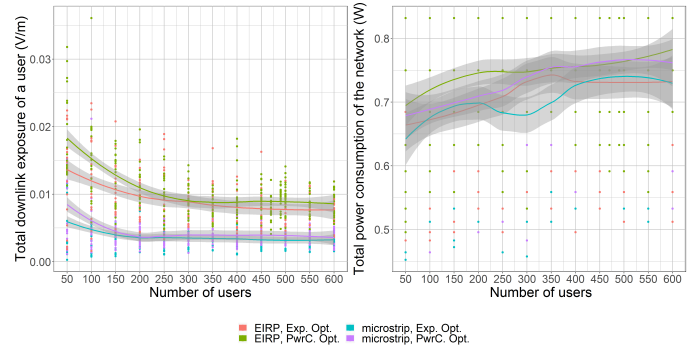 Total downlink exposure of a user (V/m)
0.03
0.02
0.01
0.00
50 100 150 200 250 300 350 400 450 500 550 600
Number of users
Total power consumption of the network (W)
0.8
0.7
0.6
0.5
50 100 150 200 250 300 350 400 450 500 550 600
Number of users
EIRP, Exp. Opt. microstrip, Exp. Opt.
EIRP, PwrC. Opt. microstrip, PwrC. Opt.